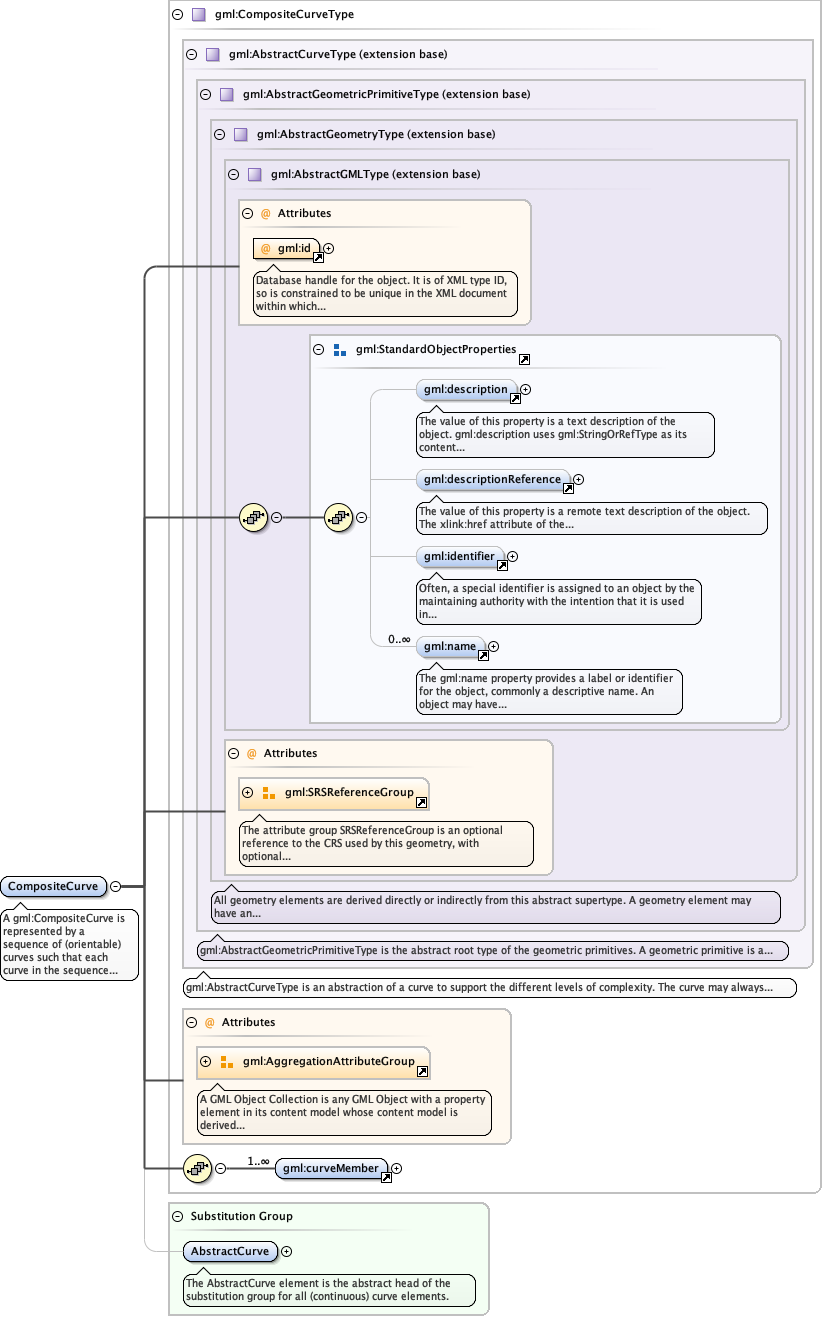 gml:CompositeCurveType
gml:AbstractCurveType (extension base)
gml:AbstractGeometricPrimitiveType (extension base)
gml:AbstractGeometryType (extension base)
gml:AbstractGMLType (extension base)
@ Attributes
@ gml:id
Database handle for the object. It is of XML type ID,
so is constrained to be unique in the XML document
within which...
gml:StandardObjectProperties
gml:description
The value of this property is a text description of the
object. gml:description uses gml:StringOrRefType as its
content...
gml:descriptionReference
The value of this property is a remote text description of the object.
The xlink:href attribute of the...
gml:identifier
Often, a special identifier is assigned to an object by the
maintaining authority with the intention that it is used
in...
0..∞
gml:name
The gml:name property provides a label or identifier
for the object, commonly a descriptive name. An
object may have...
@ Attributes
gml:SRSReferenceGroup
The attribute group SRSReferenceGroup is an optional
reference to the CRS used by this geometry, with
optional...
CompositeCurve
A gml:CompositeCurve is
represented by a
sequence of (orientable)
curves such that each
curve in the sequence...
All geometry elements are derived directly or indirectly from this abstract supertype. A geometry element may
have an...
gml:AbstractGeometricPrimitiveType is the abstract root type of the geometric primitives. A geometric primitive is a...
gml:AbstractCurveType is an abstraction of a curve to support the different levels of complexity. The curve may always...
@ Attributes
gml:AggregationAttributeGroup
A GML Object Collection is any GML Object with a property
element in its content model whose content model is
derived...
1..∞
gml:curveMember
Substitution Group
AbstractCurve
The AbstractCurve element is the abstract head of the
substitution group for all (continuous) curve elements.